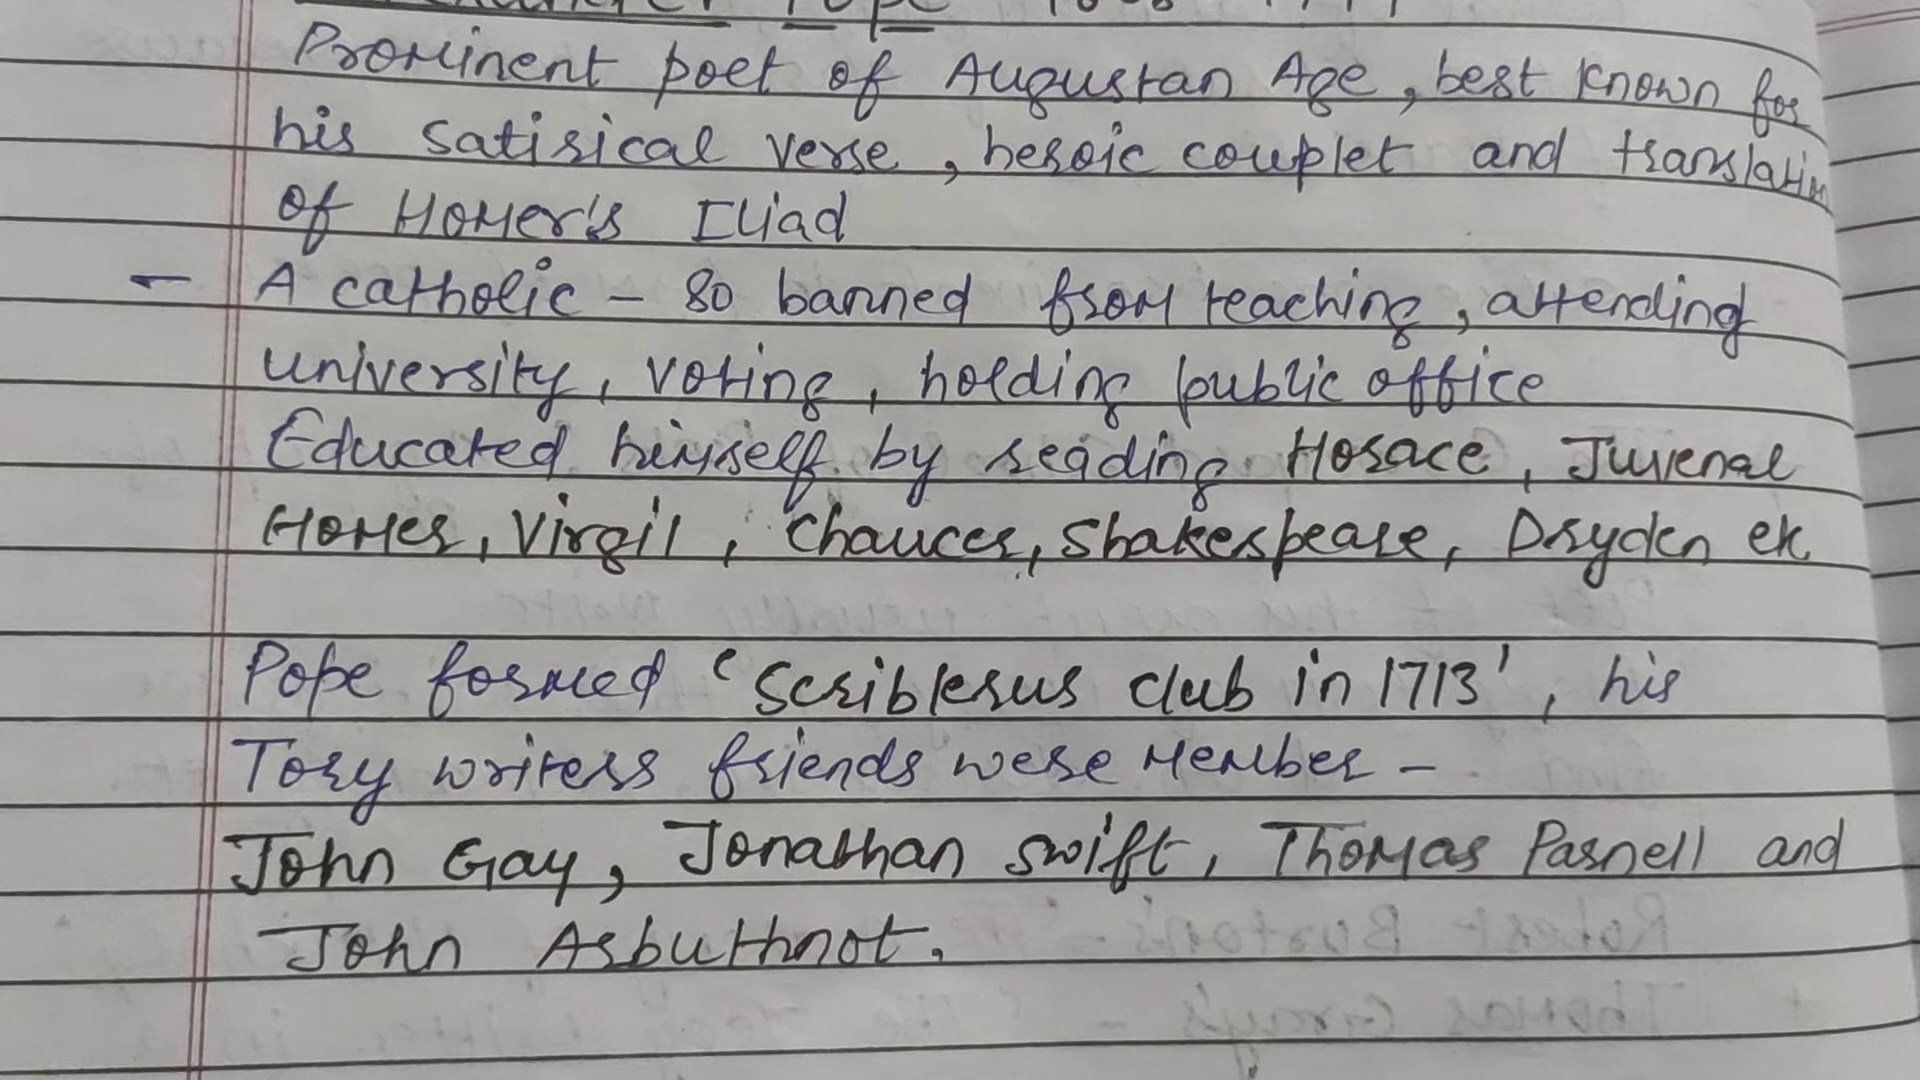 Pope
Prominent poet of Augustan Age, best known for
his satirical verse, heroic couplet and translation
of Homer's Iliad
- A catholic - so banned from teaching, attending
university, voting, holding public office
Educated himself by reading Horace, Juvenal
Homer, Virgil, Chaucer, Shakespeare, Dryden etc
Pope formed 'Scriblerus club in 1713', his
Tory writers friends were member -
John Gay, Jonathan swift, Thomas Parnell and
John Arbuthnot.